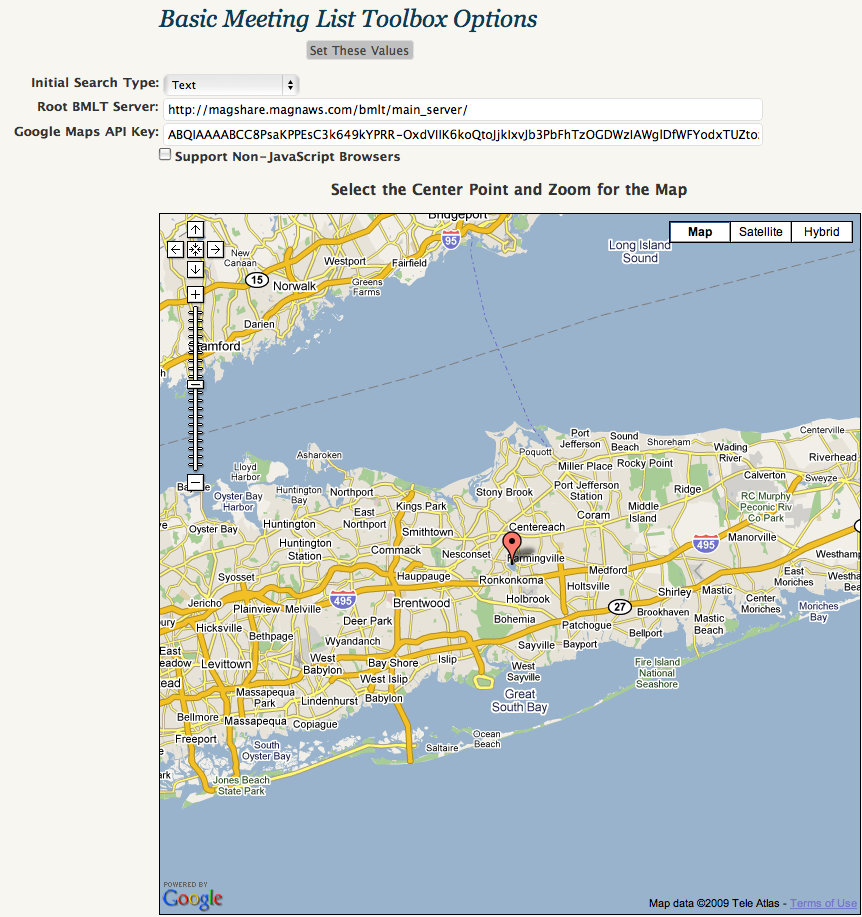 Basic Meeting List Toolbox Options
Set These Values
Initial Search Type: Text
Root BMLT Server: http://magshare.magnaws.com/bmlt/main_server/
Google Maps API Key:
Support Non-JavaScript Browsers
Select the Center Point and Zoom for the Map
Map Satellite Hybrid
Bridgeport
95
Long Island
Sound
New
Canaan
Westport
Fairfield
15
Norwalk
Greens
Farms
Darien
Stamford
Centerville
Port
Jefferson
Sound
Beach
Shoreham
Wading
River
Poquott
Riverhead
Asharoken
Lloyd
Harbor
Miller Place
Rocky Point
Calverton
Sweyze
Oyster Bay
Harbor
Huntington
Bay
Northport
Stony Brook
Port Jefferson
Station
Ridge
RC Murphy
Peconic Riv
Co Park
Kings Park
Middle
Island
East
Northport
Coram
Oyster Bay
Huntington
Smithtown
Centereach
Manorville
Huntington
Station
Commack
Nesconset
Farmingville
495
Westhamp
Syosset
Hauppauge
Ronkonkoma
Medford
East
Moriches
Westha
Bea
Jericho
Plainview
Melville
495
Brentwood
Holbrook
Holtsville
Shirley
Mastic
Center
Moriches
Moriches
Bay
27
Brookhaven
Hicksville
Deer Park
Bohemia
Patchogue
Mastic
Beach
Bethpage
Wyandanch
Sayville
Bayport
Bellport
East
eadow
Levittown
West
Babylon
Bay Shore
Islip
West
Sayville
Fire Island
National
Seashore
West Islip
Massapequa
Park
Lindenhurst
Babylon
Great
South Bay
Bellmore
Massapequa
Copiague
Freeport
South
Oyster Bay
Saltaire
Ocean
Beach
Jones Beach
State Park
POWERED BY
Google
Map data ©2009 Tele Atlas - Terms of Use